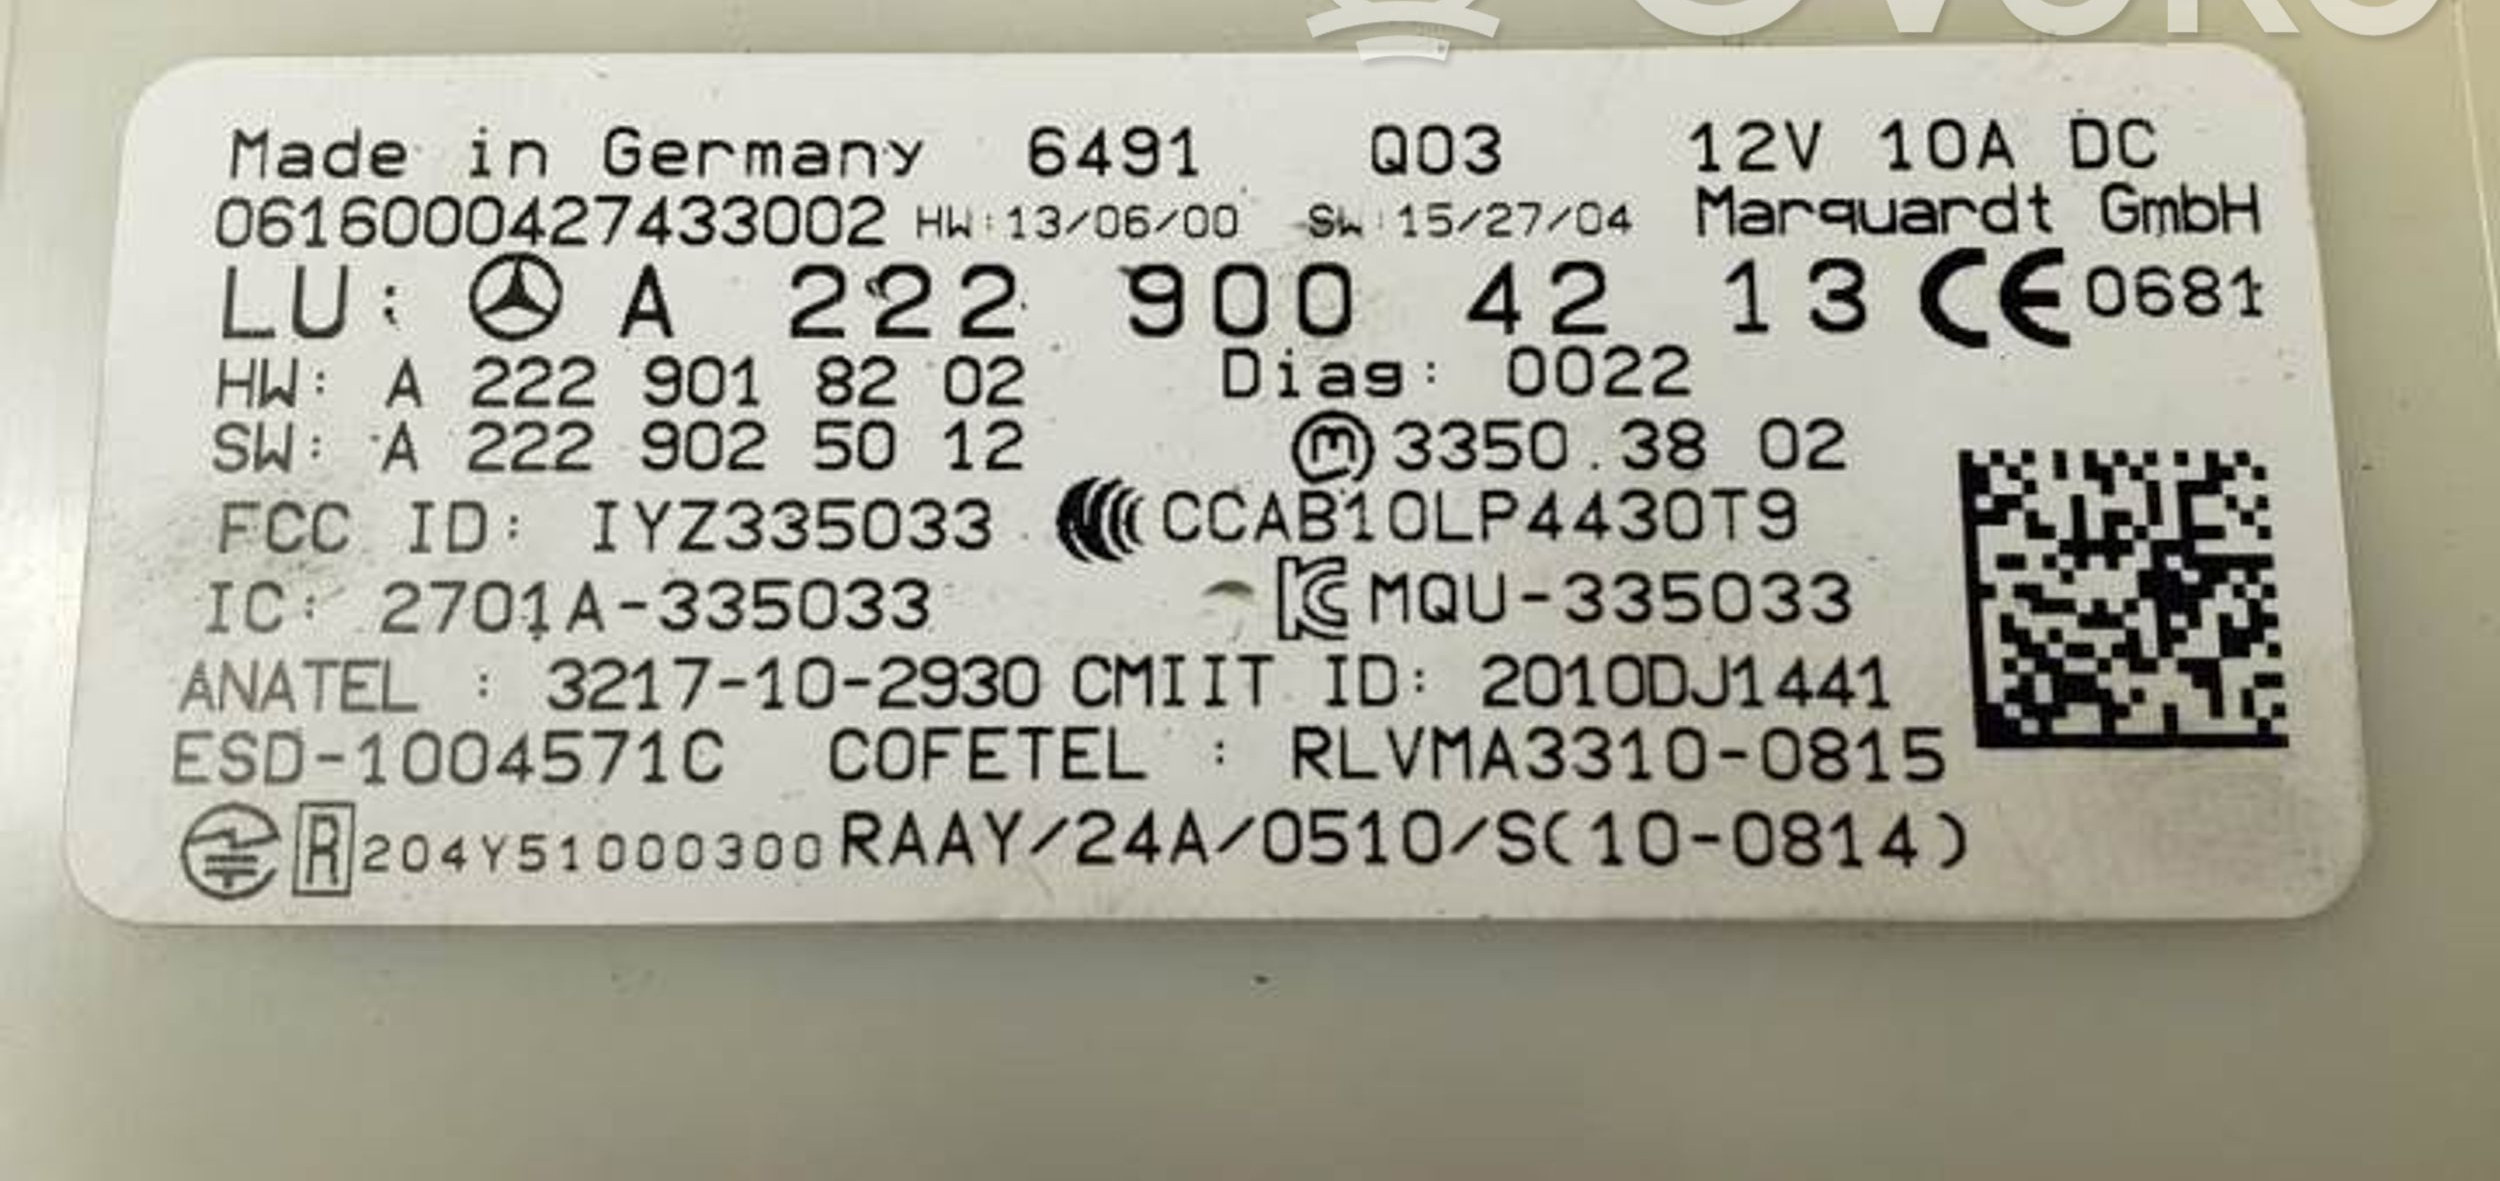 Made in Germany 6491 Q03 12V 10A DC
0616000427433002 HW:13/06/00 SW:15/27/04 Marquardt GmbH
LU: A 222 900 42 13 CE 0681
HW: A 222 901 82 02 Diag: 0022
SW: A 222 902 50 12 m 3350.38 02
FCC ID: IYZ335033 CCAB10LP4430T9
IC: 2701A-335033 MQU-335033
ANATEL : 3217-10-2930 CMIIT ID: 2010DJ1441
ESD-1004571C COFETEL : RLVMA3310-0815
R 204Y51000300 RAAY/24A/0510/S(10-0814)